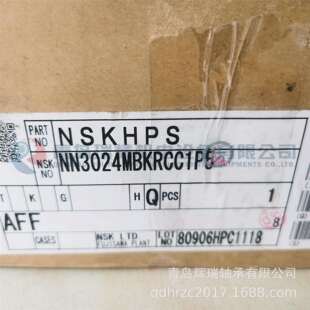 PART NO NSKHPS
NSK NO NN3024MBKRCC1P5
T K G H Q PCS 1
AFF 8
CASES NSK LTD FUJISAWA PLANT LOT NO 80906HPC1118
青岛辉瑞轴承有限公司
qdhrzc2017.1688.com